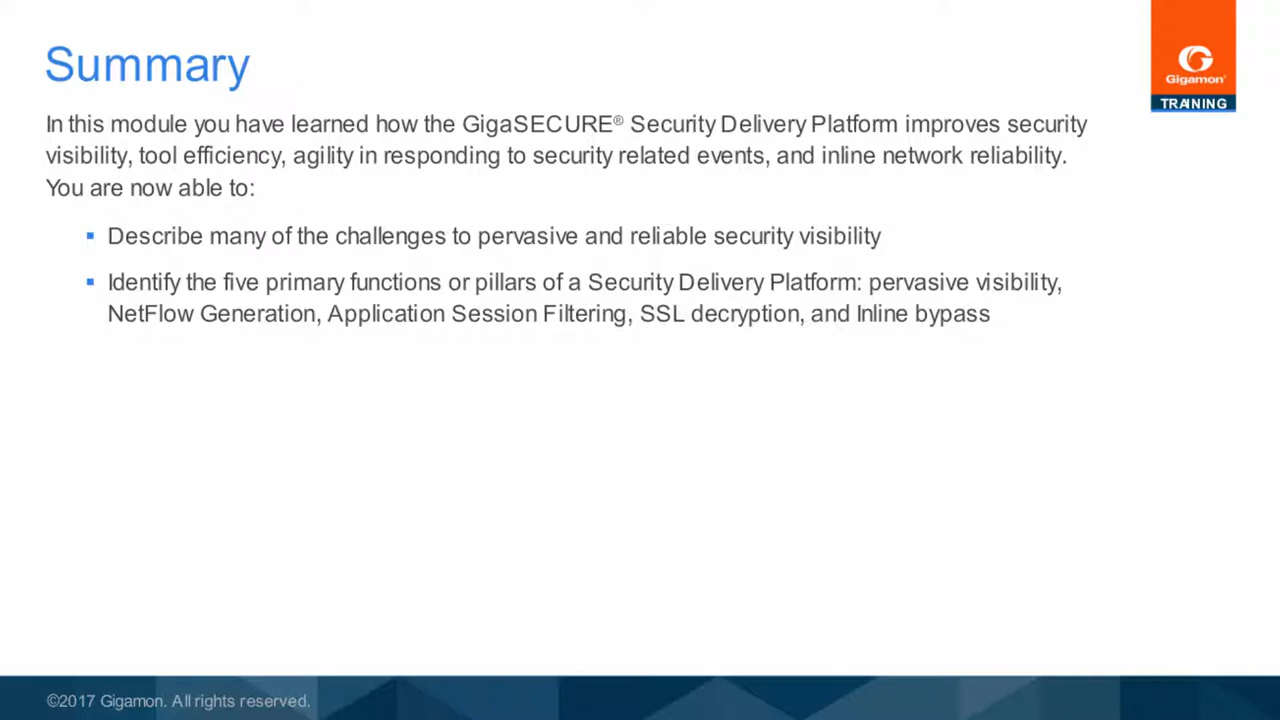 Summary
Gigamon®
TRAINING
In this module you have learned how the GigaSECURE® Security Delivery Platform improves security
visibility, tool efficiency, agility in responding to security related events, and inline network reliability.
You are now able to:
▪ Describe many of the challenges to pervasive and reliable security visibility
▪ Identify the five primary functions or pillars of a Security Delivery Platform: pervasive visibility,
NetFlow Generation, Application Session Filtering, SSL decryption, and Inline bypass
©2017 Gigamon. All rights reserved.